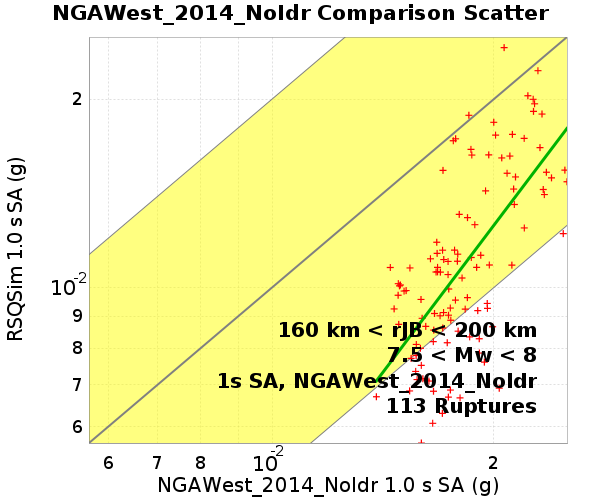 NGAWest_2014_NoIdr Comparison Scatter
RSQSim 1.0 s SA (g)
2
10-2
9
8
7
6
160 km < rJB < 200 km
7.5 < Mw < 8
1s SA, NGAWest_2014_NoIdr
113 Ruptures
6 7 8 10-2 2
NGAWest_2014_NoIdr 1.0 s SA (g)